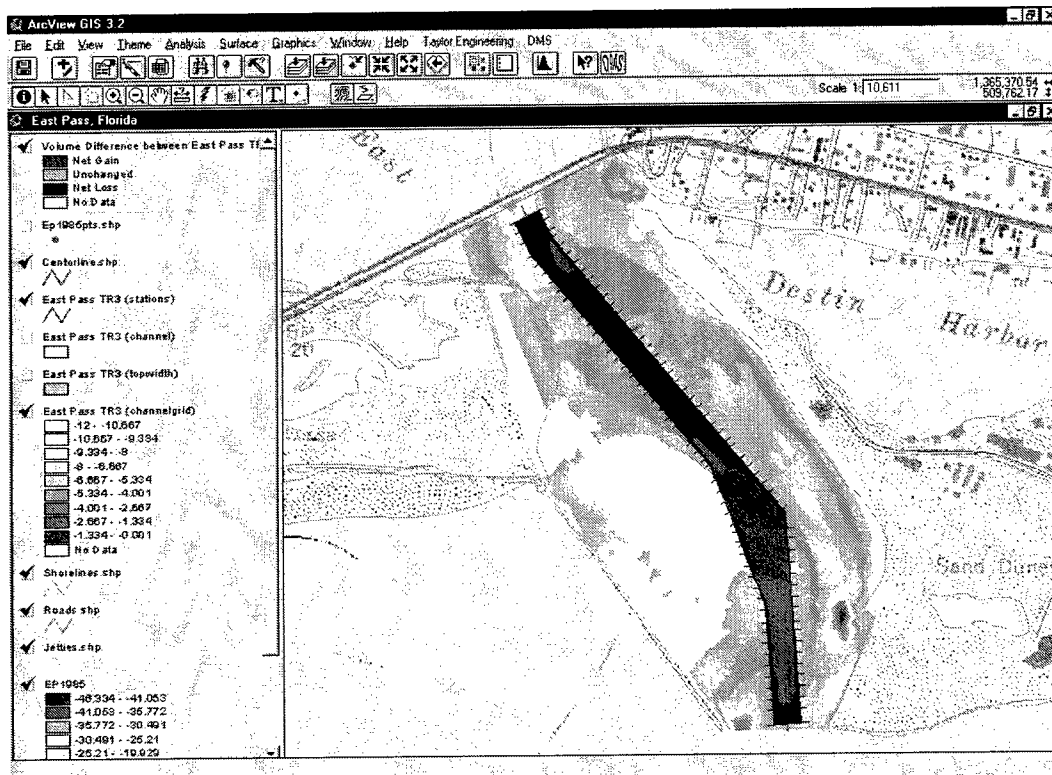 ArcView GIS 3.2
File Edit View Theme Analysis Surface Graphics Window Help Taylor Engineering DMS
Scale 1: 10,611
1,365,370.54
509,762.17
East Pass, Florida
Volume Difference between East Pass
Net Gain
Unchanged
Net Loss
No Data
Ep1985pts.shp
Centerline.shp
East Pass TR3 (stations)
East Pass TR3 (channel)
East Pass TR3 (topwidth)
East Pass TR3 (channelgrid)
-12 - -10.667
-10.667 - -9.334
-9.334 - -8
-8 - -6.667
-6.667 - -5.334
-5.334 - -4.001
-4.001 - -2.667
-2.667 - -1.334
-1.334 - -0.001
No Data
Shorelines.shp
Roads.shp
Jetties.shp
EP1985
-46.334 - -41.053
-41.053 - -35.772
-35.772 - -30.491
-30.491 - -25.21
-25.21 - -19.929
East
Destin
Harbor
20
Sand Dunes